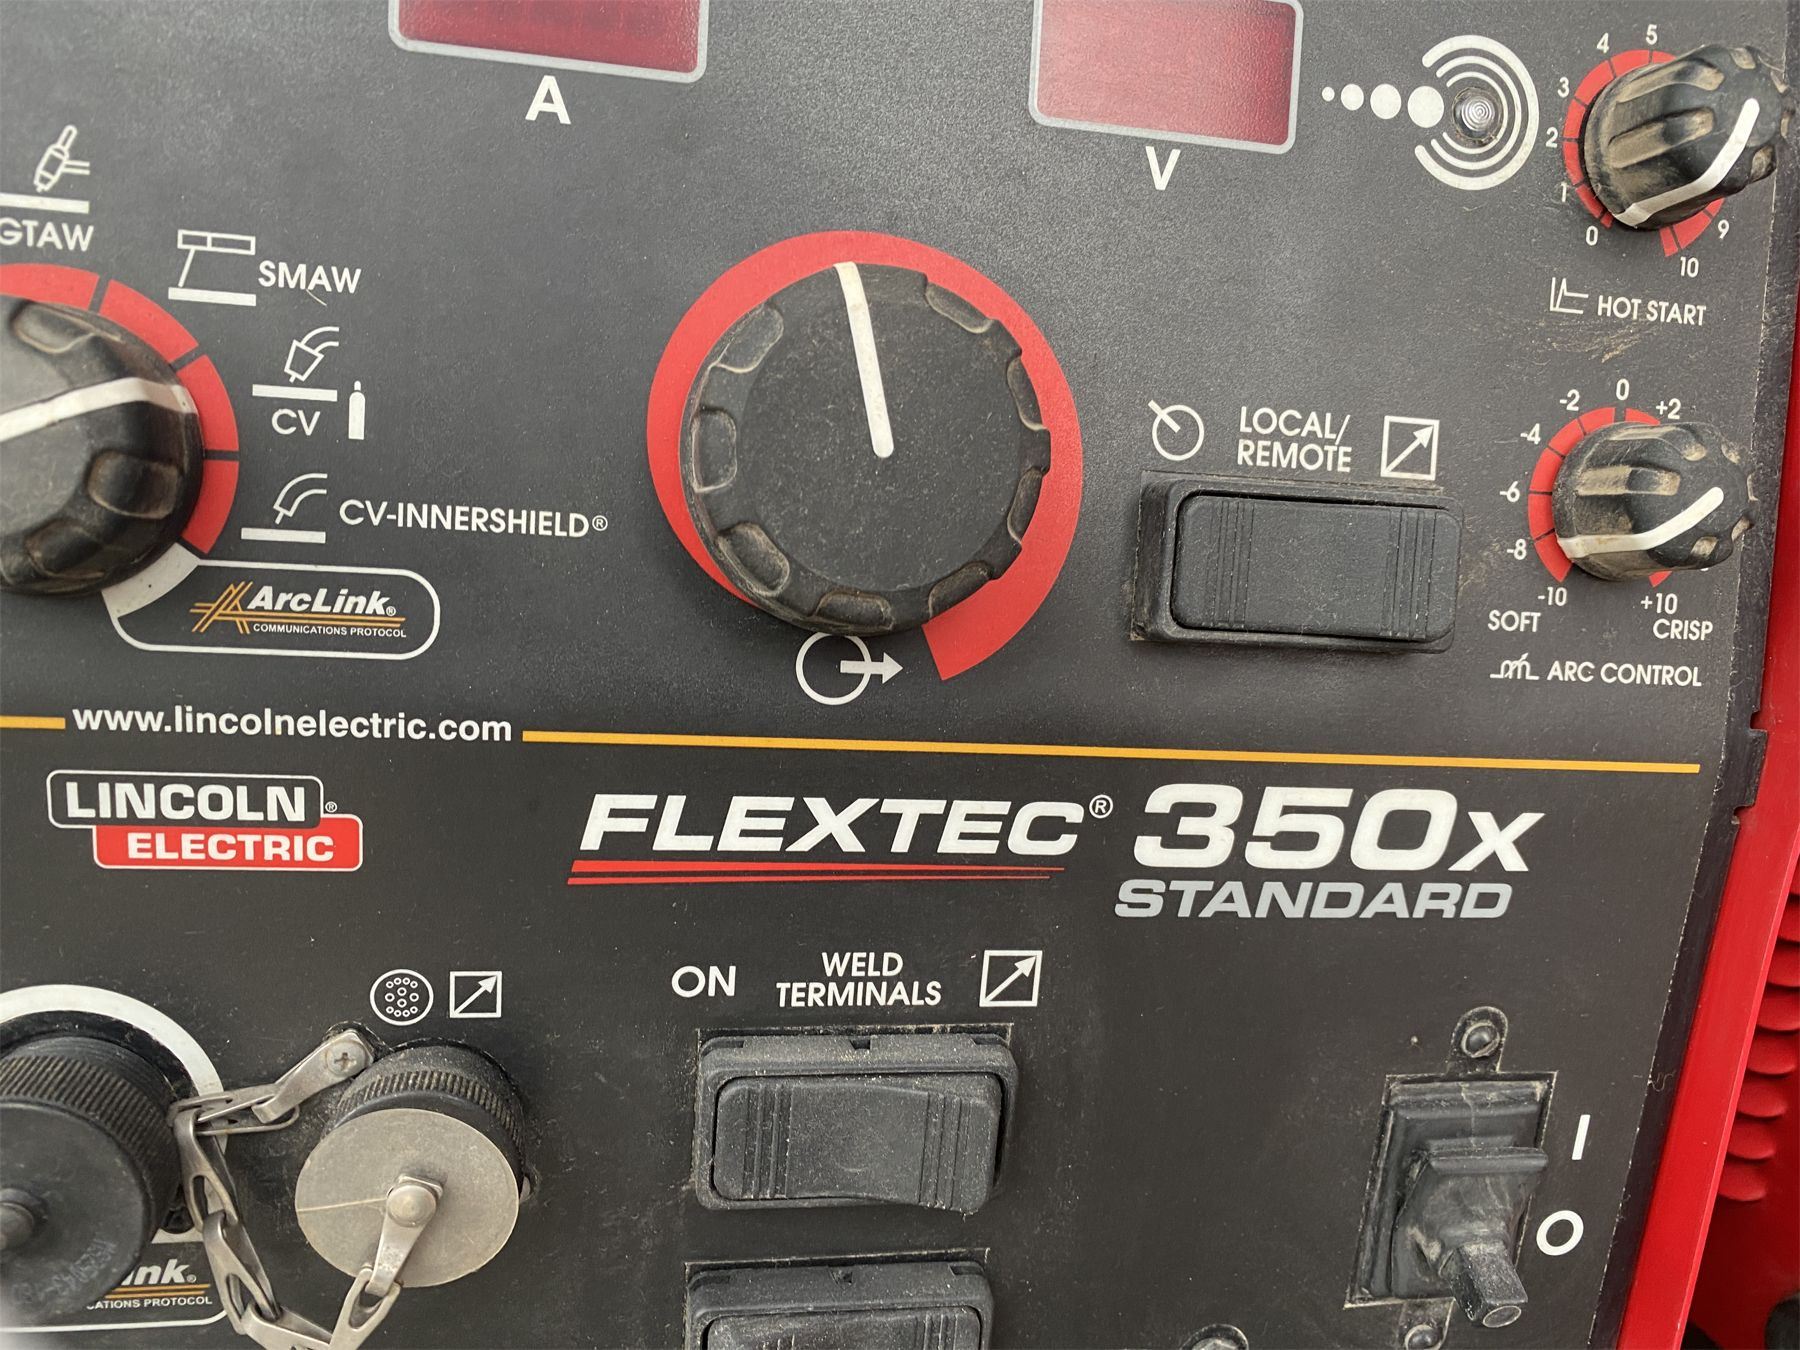 A
V
GTAW
SMAW
CV
CV-INNERSHIELD®
ArcLink®
COMMUNICATIONS PROTOCOL
5
4
3
2
1
0
9
10
HOT START
LOCAL/
REMOTE
0
-2
+2
-4
-6
-8
-10
+10
SOFT
CRISP
ARC CONTROL
www.lincolnelectric.com
LINCOLN®
ELECTRIC
FLEXTEC® 350X
STANDARD
ON
WELD
TERMINALS
I
O